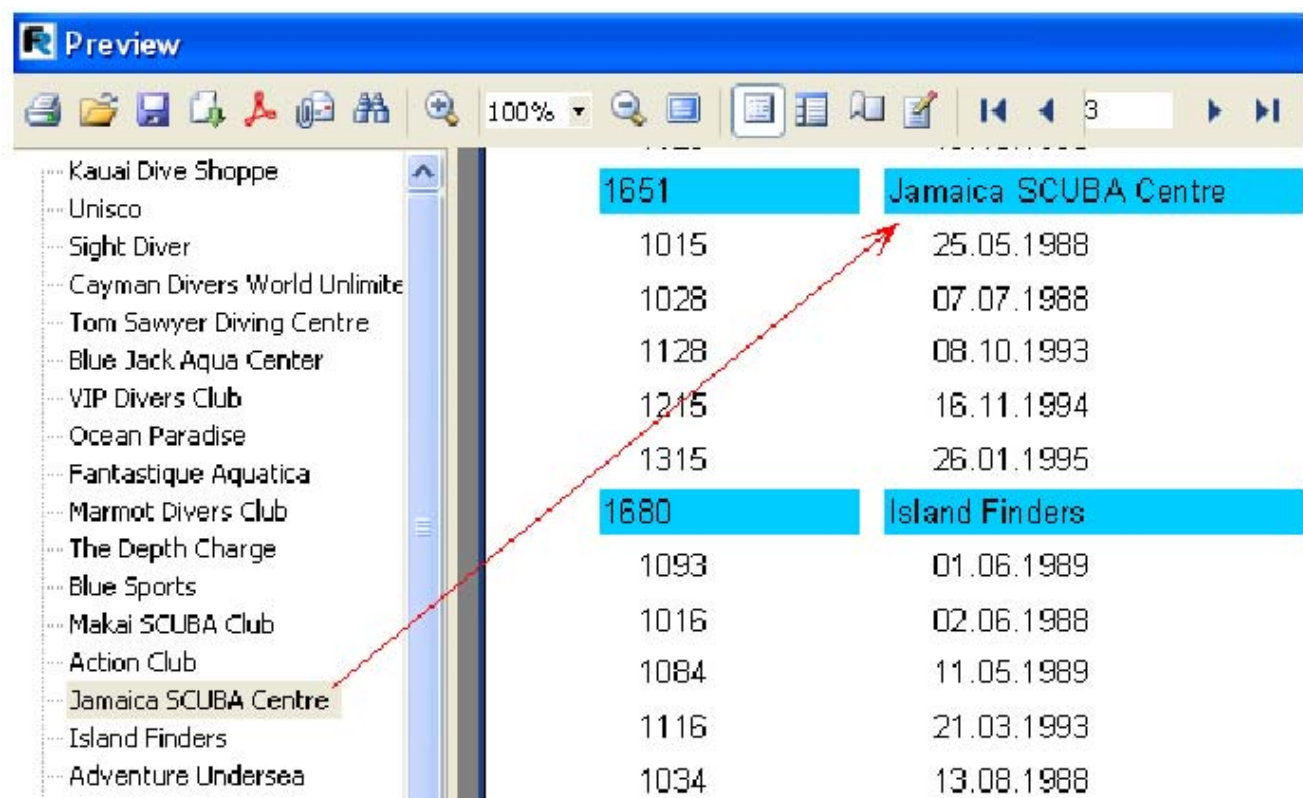 Preview
100%
3
Kauai Dive Shoppe
Unisco
Sight Diver
Cayman Divers World Unlimite
Tom Sawyer Diving Centre
Blue Jack Aqua Center
VIP Divers Club
Ocean Paradise
Fantastique Aquatica
Marmot Divers Club
The Depth Charge
Blue Sports
Makai SCUBA Club
Action Club
Jamaica SCUBA Centre
Island Finders
Adventure Undersea
1651 Jamaica SCUBA Centre
1015 25.05.1988
1028 07.07.1988
1128 08.10.1993
1215 16.11.1994
1315 26.01.1995
1680 Island Finders
1093 01.06.1989
1016 02.06.1988
1084 11.05.1989
1116 21.03.1993
1034 13.08.1988